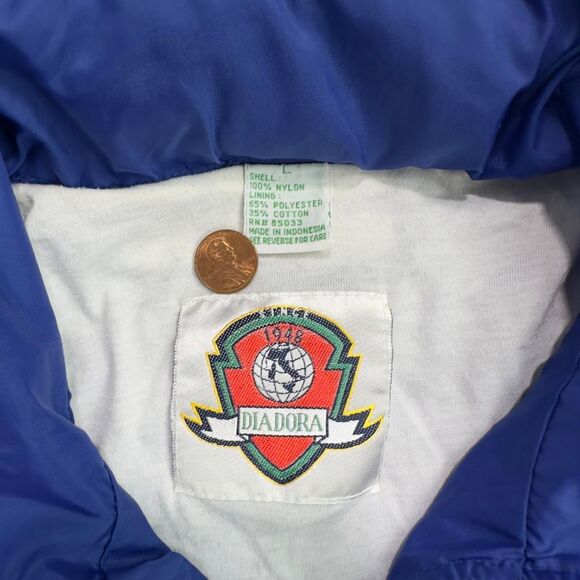 L
SHELL :
100% NYLON
LINING :
65% POLYESTER
35% COTTON
RN# 85033
MADE IN INDONESIA
SEE REVERSE FOR CARE
SINCE
1948
DIADORA